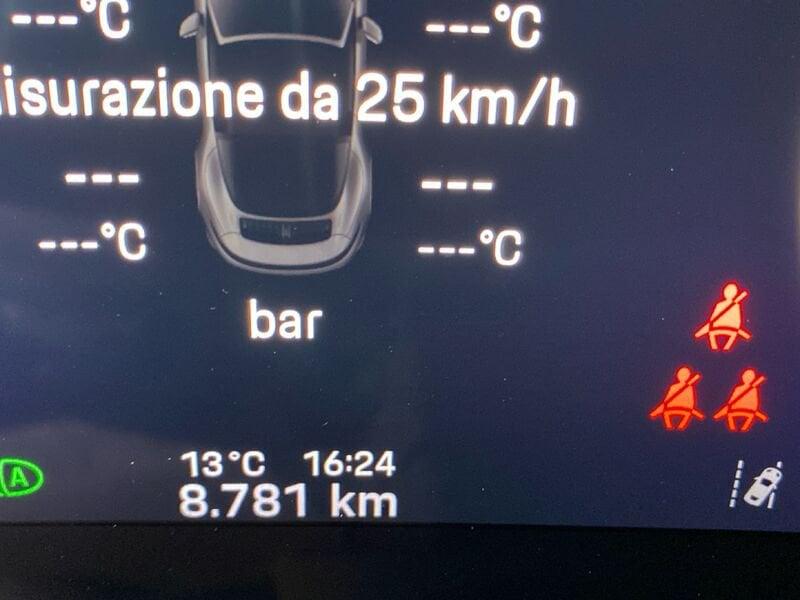 ---°C ---°C
isurazione da 25 km/h
--- ---
---°C ---°C
bar
A
13°C 16:24
8.781 km